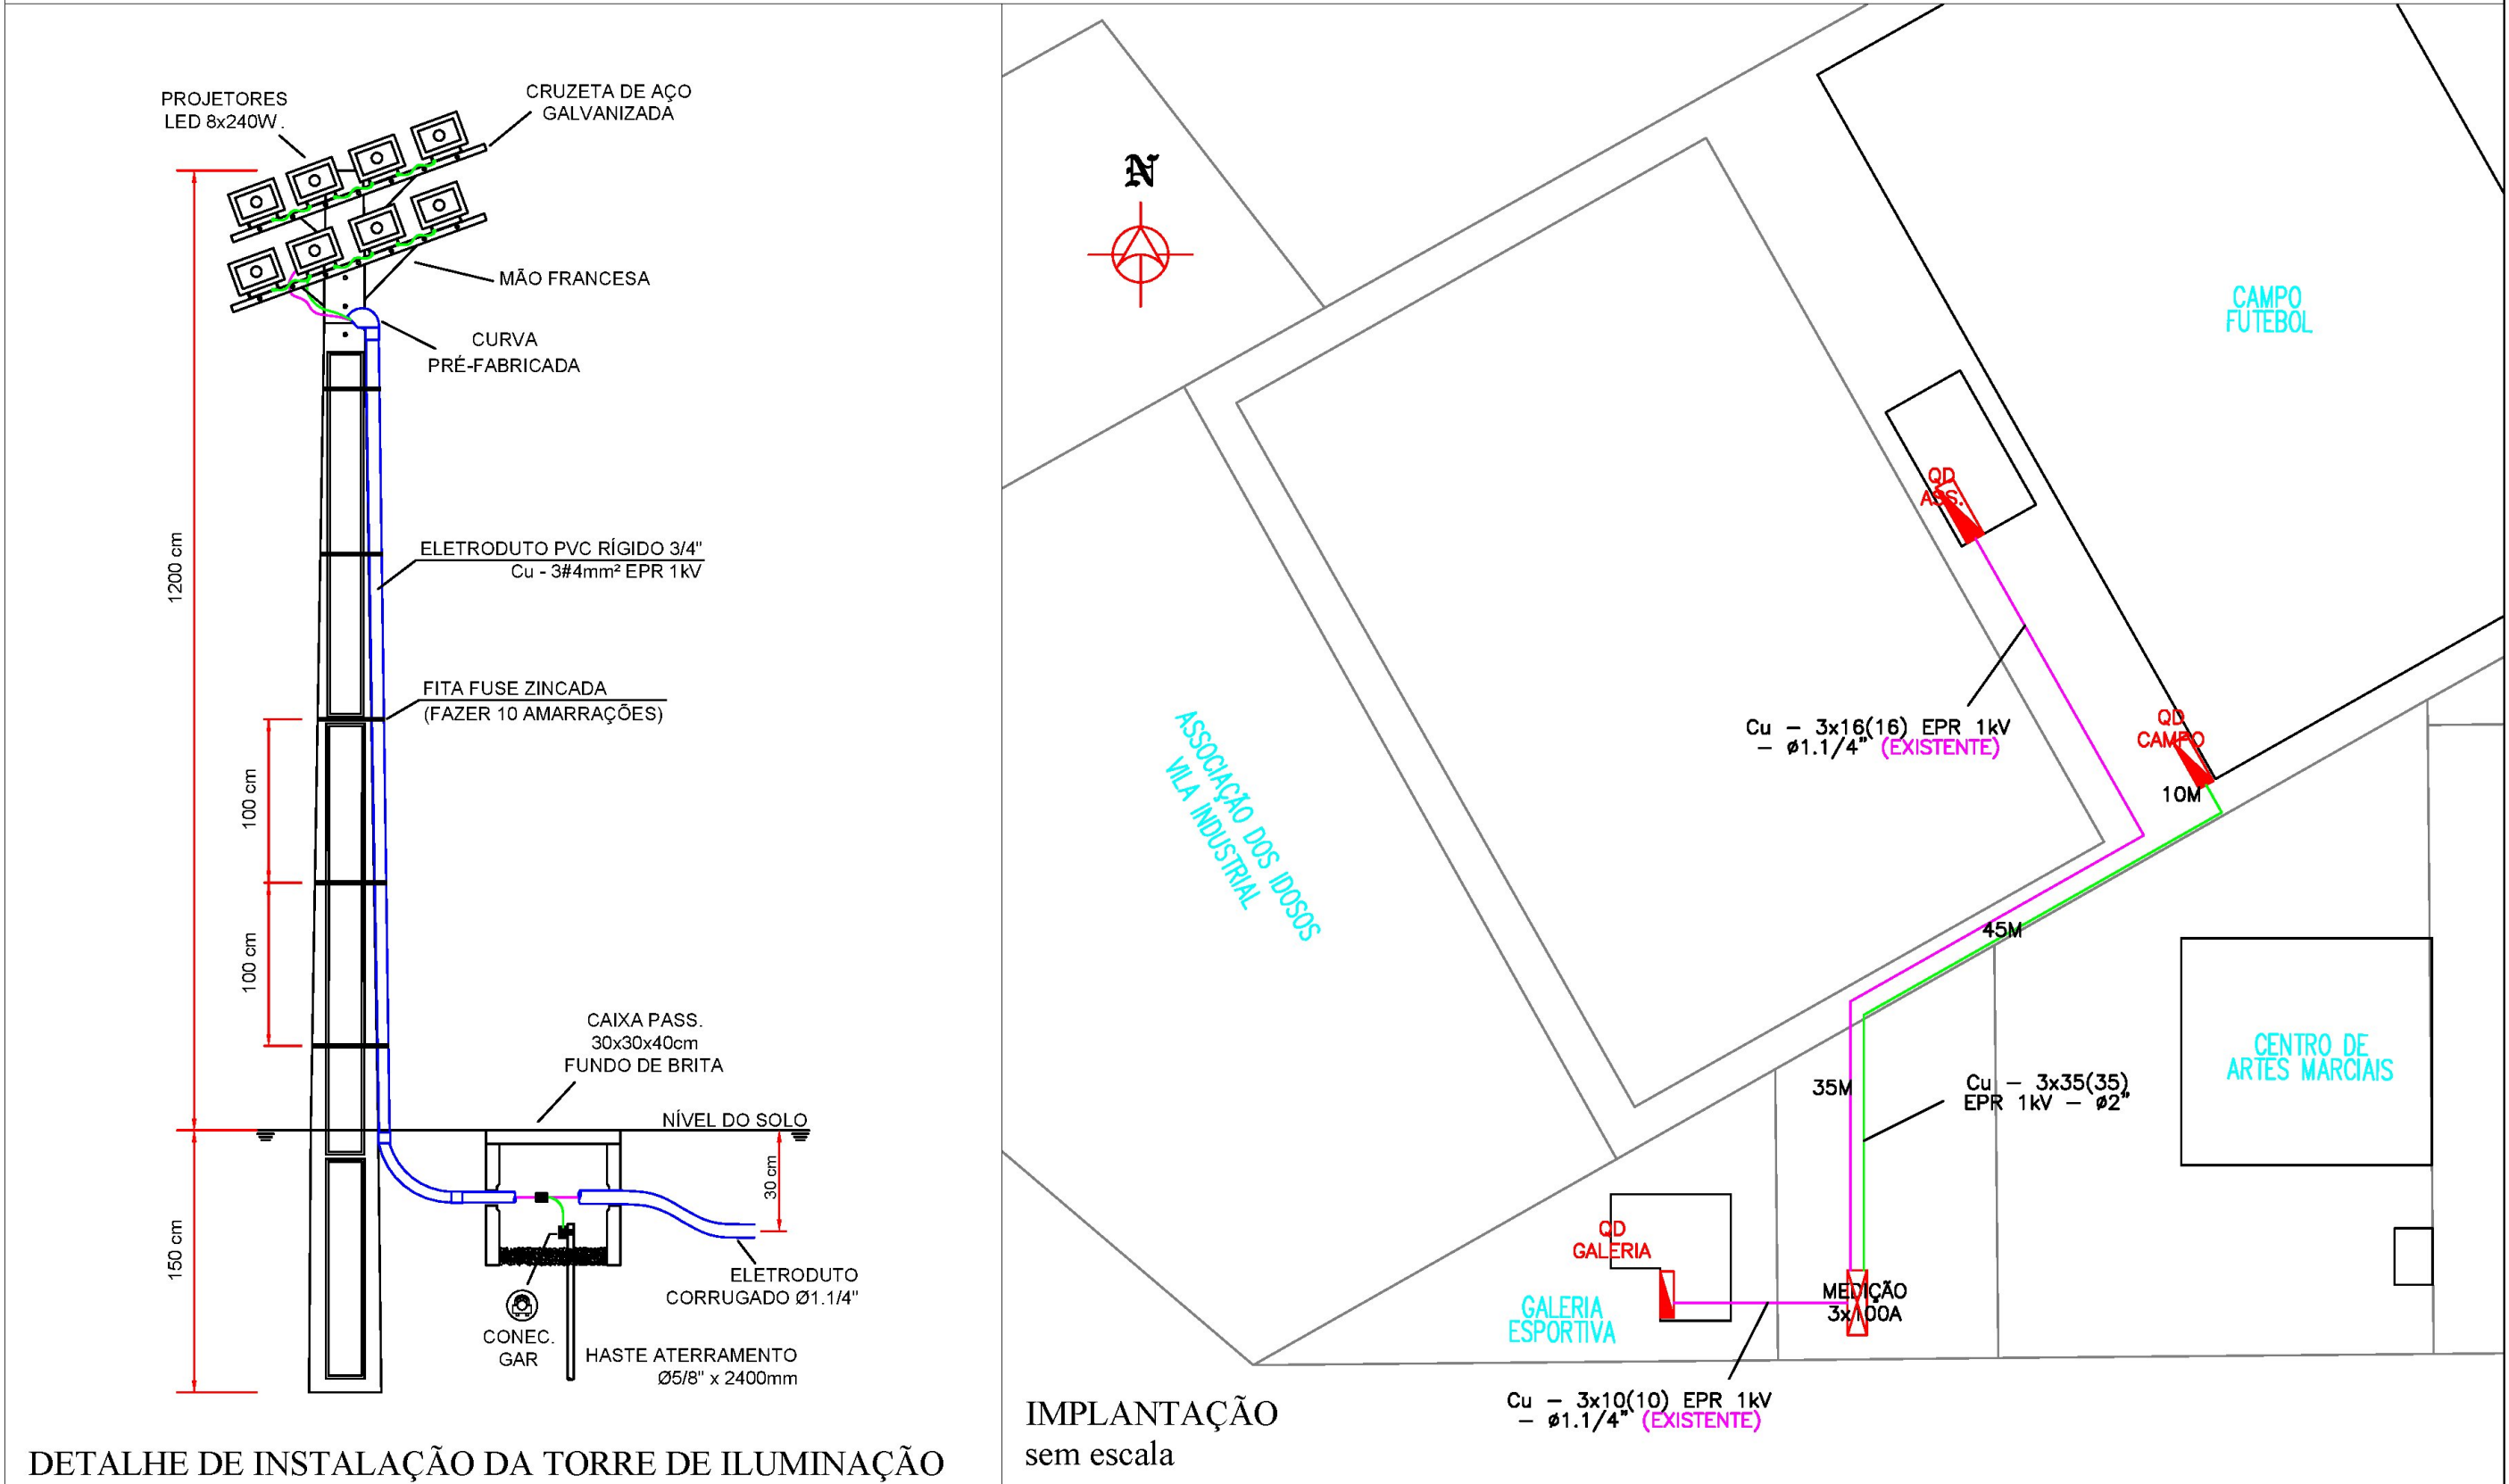 PROJETORES
LED 8x240W.
CRUZETA DE AÇO
GALVANIZADA
MÃO FRANCESA
CURVA
PRÉ-FABRICADA
1200 cm
ELETRODUTO PVC RÍGIDO 3/4"
Cu - 3#4mm² EPR 1kV
FITA FUSE ZINCADA
(FAZER 10 AMARRAÇÕES)
100 cm
100 cm
CAIXA PASS.
30x30x40cm
FUNDO DE BRITA
NÍVEL DO SOLO
30 cm
150 cm
ELETRODUTO
CORRUGADO Ø1.1/4"
CONEC.
GAR
HASTE ATERRAMENTO
Ø5/8" x 2400mm
DETALHE DE INSTALAÇÃO DA TORRE DE ILUMINAÇÃO
N
CAMPO
FUTEBOL
QD
ASS.
Cu - 3x16(16) EPR 1kV
- ø1.1/4" (EXISTENTE)
QD
CAMPO
10M
ASSOCIAÇÃO DOS IDOSOS
VILA INDUSTRIAL
45M
35M
Cu - 3x35(35)
EPR 1kV - ø2"
CENTRO DE
ARTES MARCIAIS
QD
GALERIA
MEDIÇÃO
3x100A
GALERIA
ESPORTIVA
Cu - 3x10(10) EPR 1kV
- ø1.1/4" (EXISTENTE)
IMPLANTAÇÃO
sem escala